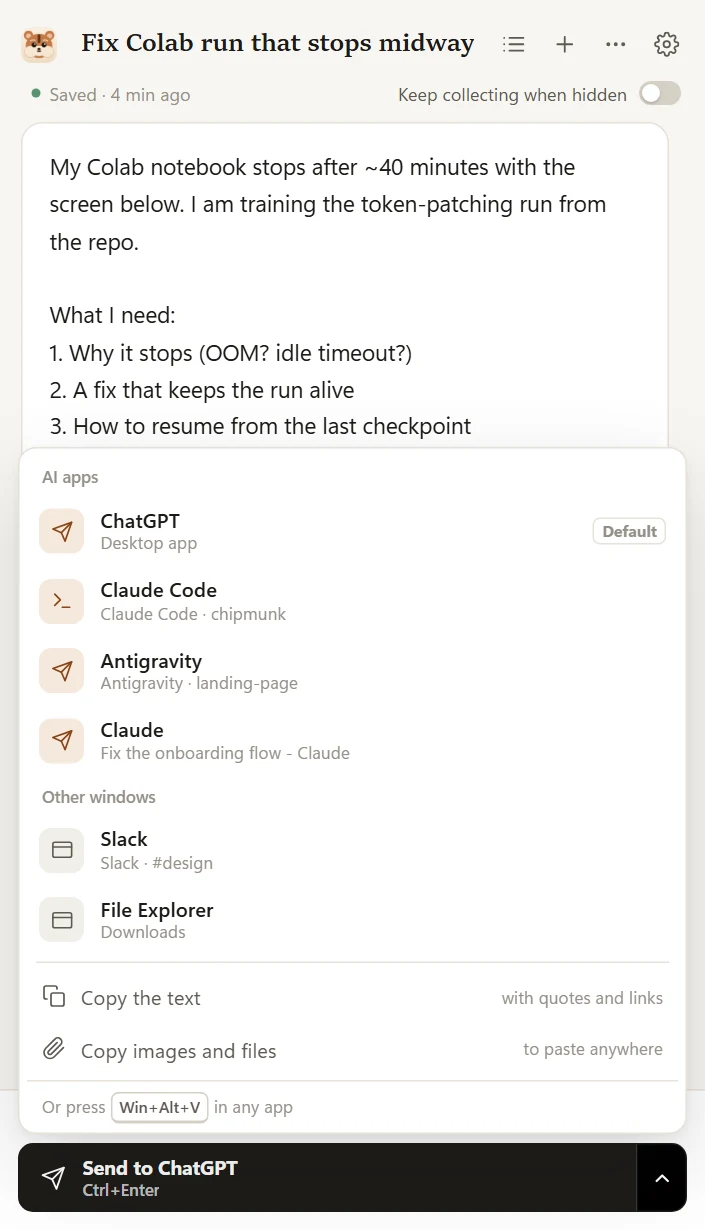 Fix Colab run that stops midway
Saved · 4 min ago
Keep collecting when hidden
My Colab notebook stops after ~40 minutes with the
screen below. I am training the token-patching run from
the repo.
What I need:
1. Why it stops (OOM? idle timeout?)
2. A fix that keeps the run alive
3. How to resume from the last checkpoint
AI apps
ChatGPT
Desktop app
Default
Claude Code
Claude Code · chipmunk
Antigravity
Antigravity · landing-page
Claude
Fix the onboarding flow - Claude
Other windows
Slack
Slack · #design
File Explorer
Downloads
Copy the text
with quotes and links
Copy images and files
to paste anywhere
Or press Win+Alt+V in any app
Send to ChatGPT
Ctrl+Enter